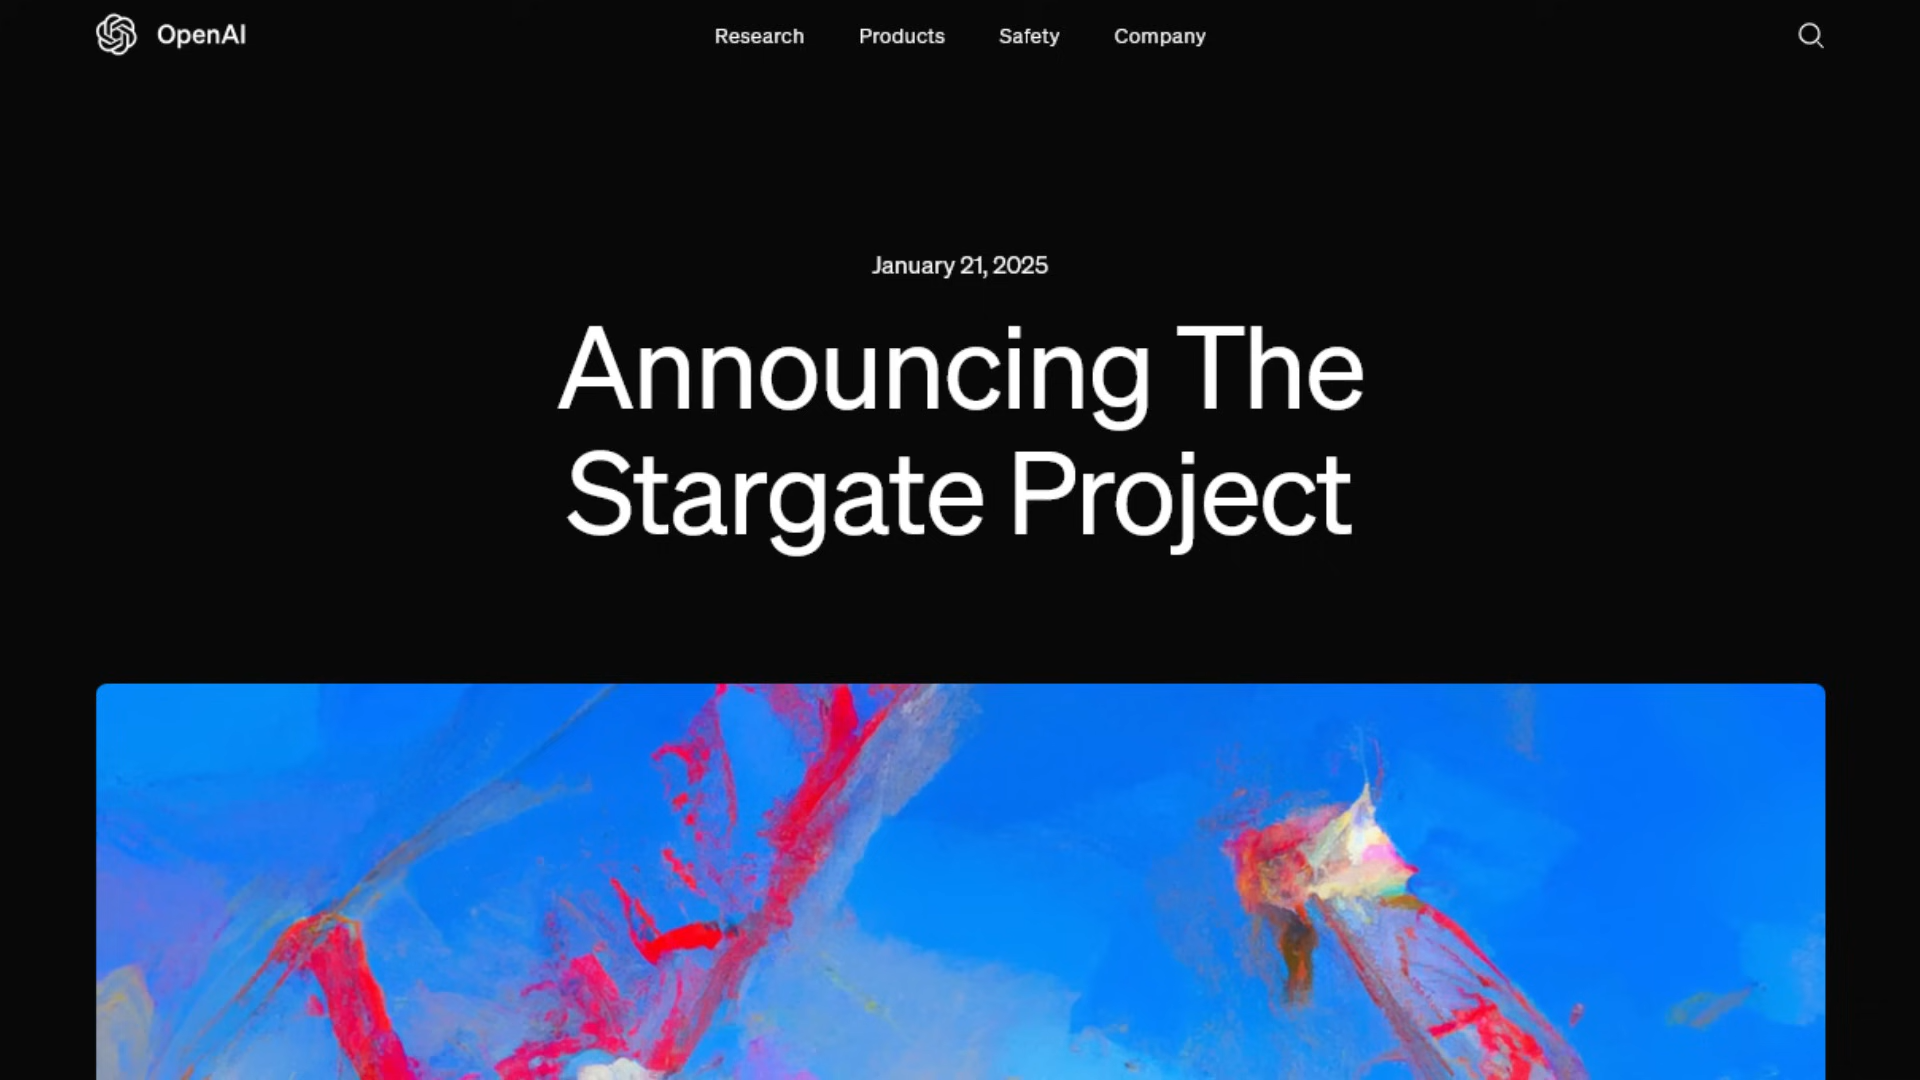 OpenAI
Research Products Safety Company
January 21, 2025
Announcing The
Stargate Project